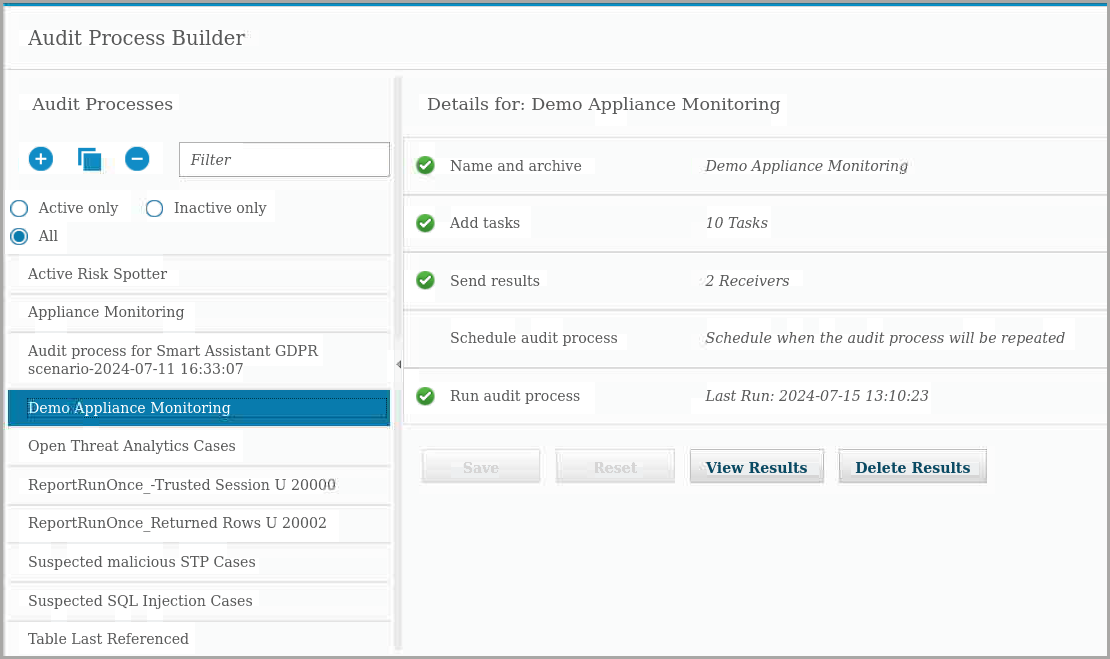 Audit Process Builder
Audit Processes
Filter
Active only
Inactive only
All
Active Risk Spotter
Appliance Monitoring
Audit process for Smart Assistant GDPR
scenario-2024-07-11 16:33:07
Demo Appliance Monitoring
Open Threat Analytics Cases
ReportRunOnce_-Trusted Session U 20000
ReportRunOnce_Returned Rows U 20002
Suspected malicious STP Cases
Suspected SQL Injection Cases
Table Last Referenced
Details for: Demo Appliance Monitoring
Name and archive Demo Appliance Monitoring
Add tasks 10 Tasks
Send results 2 Receivers
Schedule audit process Schedule when the audit process will be repeated
Run audit process Last Run: 2024-07-15 13:10:23
Save Reset View Results Delete Results